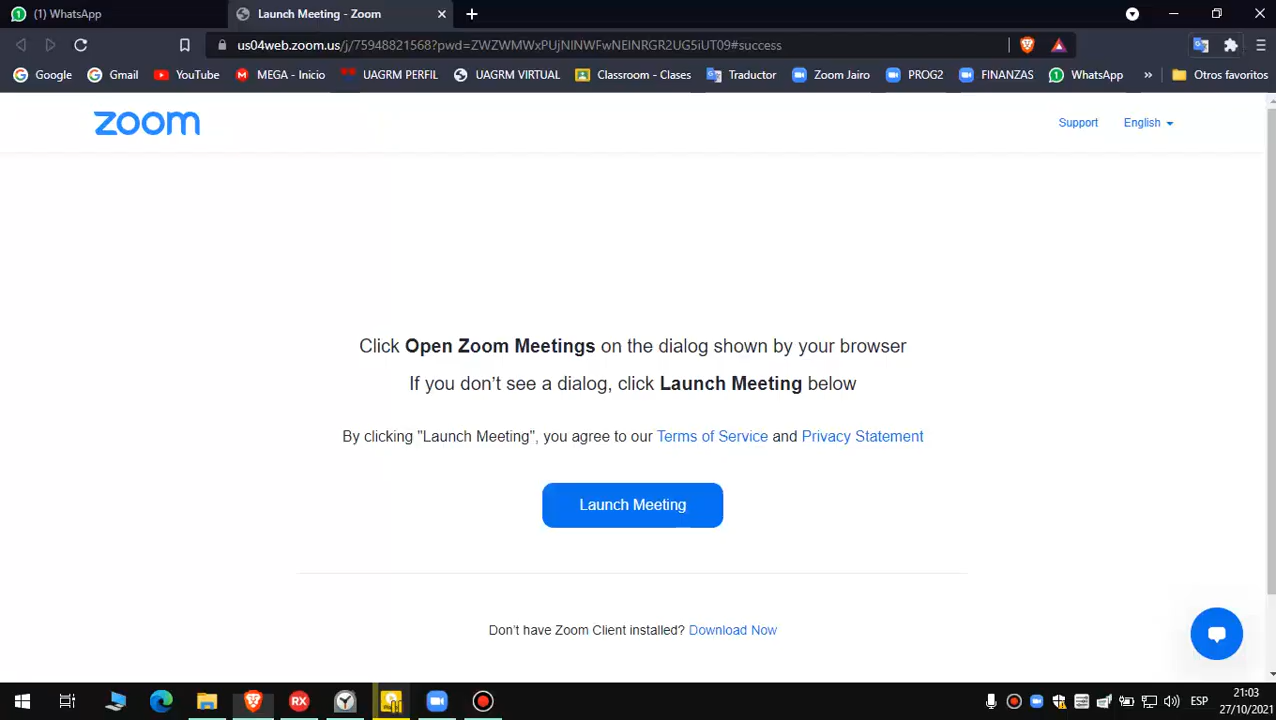 (1) WhatsApp
Launch Meeting - Zoom
us04web.zoom.us/j/75948821568?pwd=ZWZWMWxPUjNINWFwNEINRGR2UG5iUT09#success
Google
Gmail
YouTube
MEGA - Inicio
UAGRM PERFIL
UAGRM VIRTUAL
Classroom - Clases
Traductor
Zoom Jairo
PROG2
FINANZAS
WhatsApp
»
Otros favoritos
zoom
Support
English
Click Open Zoom Meetings on the dialog shown by your browser
If you don’t see a dialog, click Launch Meeting below
By clicking "Launch Meeting", you agree to our Terms of Service and Privacy Statement
Launch Meeting
Don’t have Zoom Client installed? Download Now
RX
ESP
21:03
27/10/2021